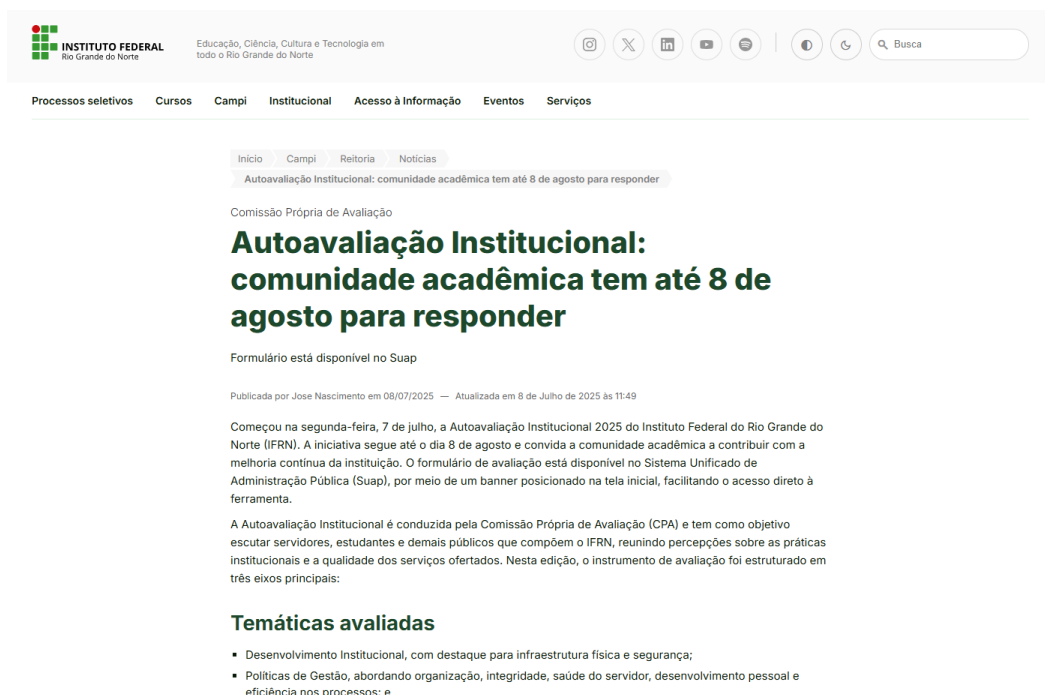 INSTITUTO FEDERAL
Rio Grande do Norte
Educação, Ciência, Cultura e Tecnologia em
todo o Rio Grande do Norte
Busca
Processos seletivos
Cursos
Campi
Institucional
Acesso à Informação
Eventos
Serviços
Início
Campi
Reitoria
Notícias
Autoavaliação Institucional: comunidade acadêmica tem até 8 de agosto para responder
Comissão Própria de Avaliação
Autoavaliação Institucional:
comunidade acadêmica tem até 8 de
agosto para responder
Formulário está disponível no Suap
Publicada por Jose Nascimento em 08/07/2025 — Atualizada em 8 de Julho de 2025 às 11:49
Começou na segunda-feira, 7 de julho, a Autoavaliação Institucional 2025 do Instituto Federal do Rio Grande do
Norte (IFRN). A iniciativa segue até o dia 8 de agosto e convida a comunidade acadêmica a contribuir com a
melhoria contínua da instituição. O formulário de avaliação está disponível no Sistema Unificado de
Administração Pública (Suap), por meio de um banner posicionado na tela inicial, facilitando o acesso direto à
ferramenta.
A Autoavaliação Institucional é conduzida pela Comissão Própria de Avaliação (CPA) e tem como objetivo
escutar servidores, estudantes e demais públicos que compõem o IFRN, reunindo percepções sobre as práticas
institucionais e a qualidade dos serviços ofertados. Nesta edição, o instrumento de avaliação foi estruturado em
três eixos principais:
Temáticas avaliadas
Desenvolvimento Institucional, com destaque para infraestrutura física e segurança;
Políticas de Gestão, abordando organização, integridade, saúde do servidor, desenvolvimento pessoal e
eficiência nos processos; e